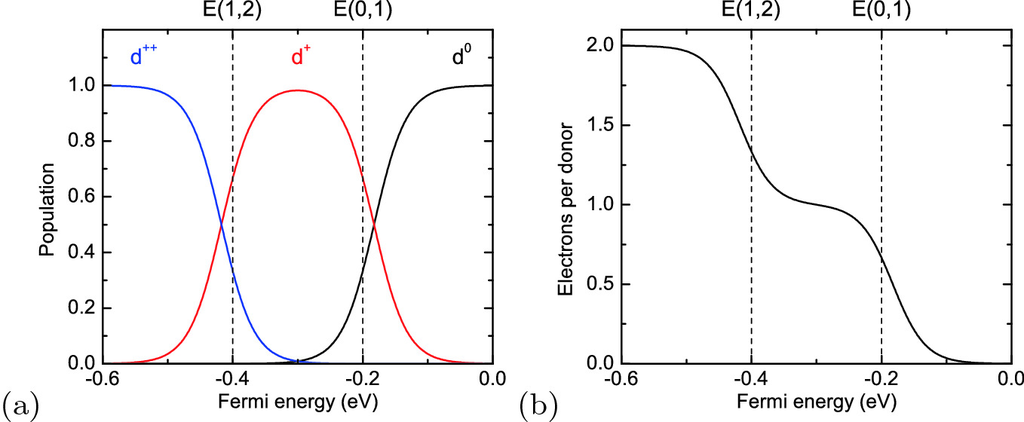 E(1,2) E(0,1)
d⁺⁺ d⁺ d⁰
1.0
0.8
0.6
0.4
0.2
0.0
Population
-0.6 -0.4 -0.2 0.0
Fermi energy (eV)
(a)
E(1,2) E(0,1)
2.0
1.5
1.0
0.5
0.0
Electrons per donor
-0.6 -0.4 -0.2 0.0
Fermi energy (eV)
(b)